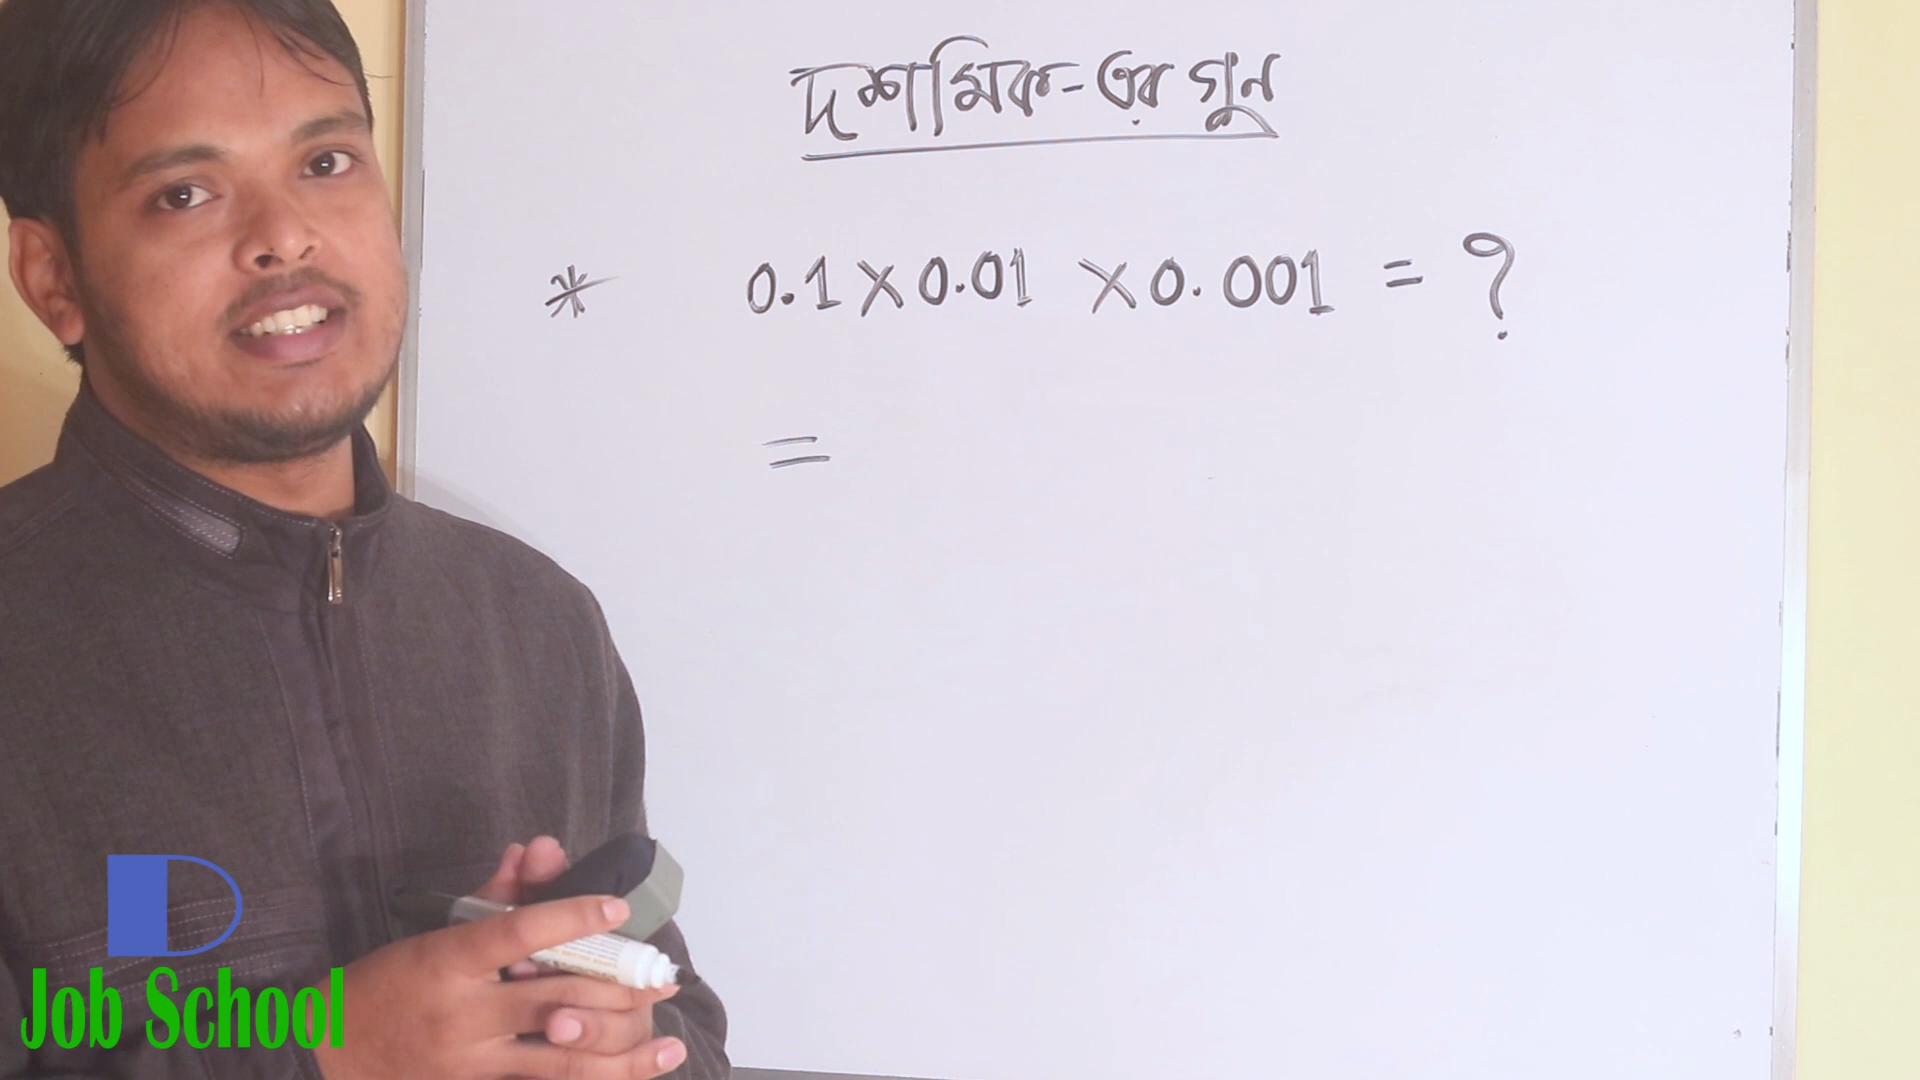 দশমিক-এর গুন
* 0.1 × 0.01 × 0.001 = ?
=
Job School